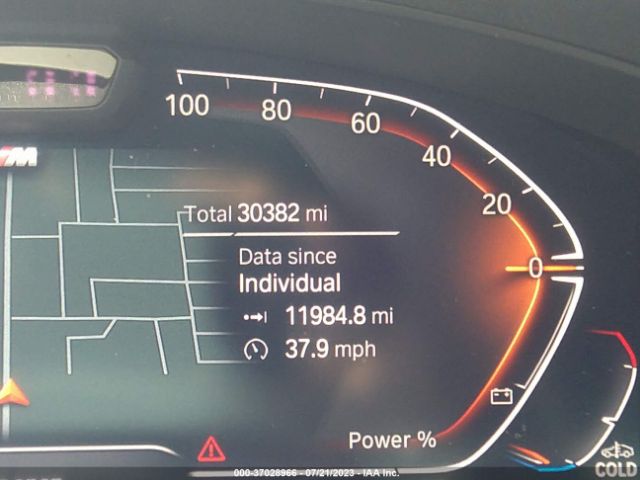 100
80
60
40
20
0
M
Total 30382 mi
Data since
Individual
11984.8 mi
37.9 mph
Power %
COLD
000-37028966 - 07/21/2023 - IAA Inc.